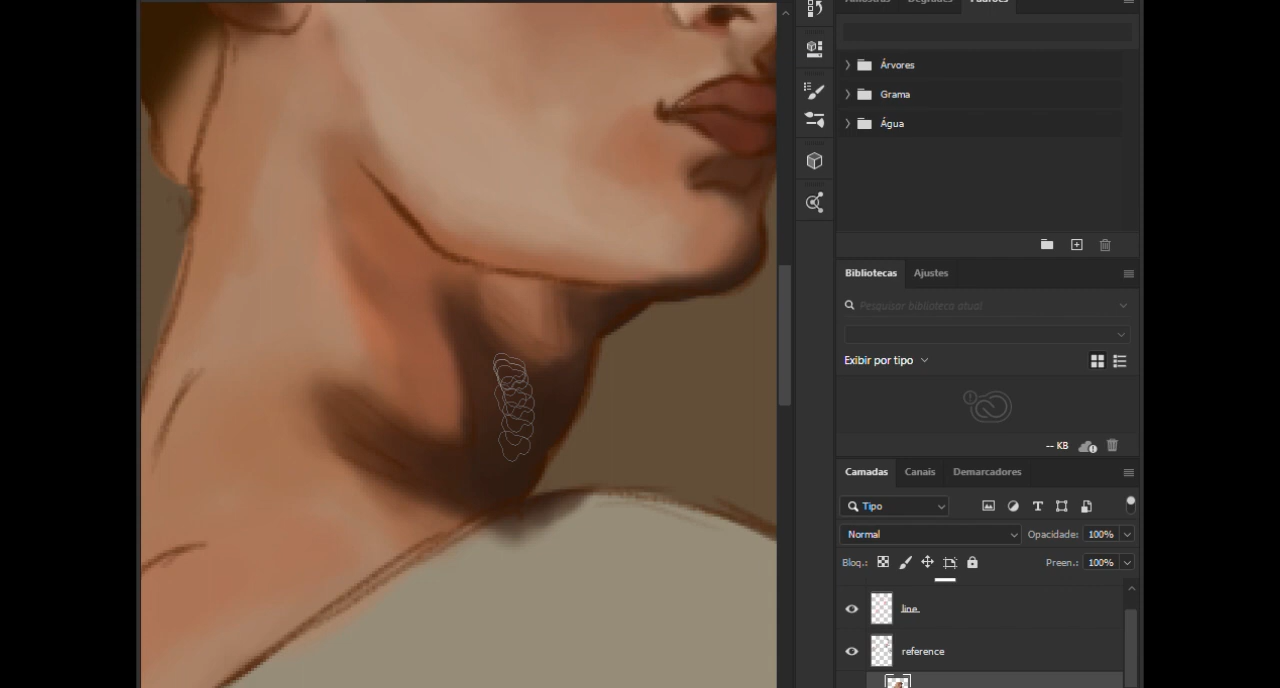 Padrões
Árvores
Grama
Água
Bibliotecas Ajustes
Pesquisar biblioteca atual
Exibir por tipo
-- KB
Camadas Canais Demarcadores
Tipo
Normal Opacidade: 100%
Bloq.: Preen.: 100%
line.
reference